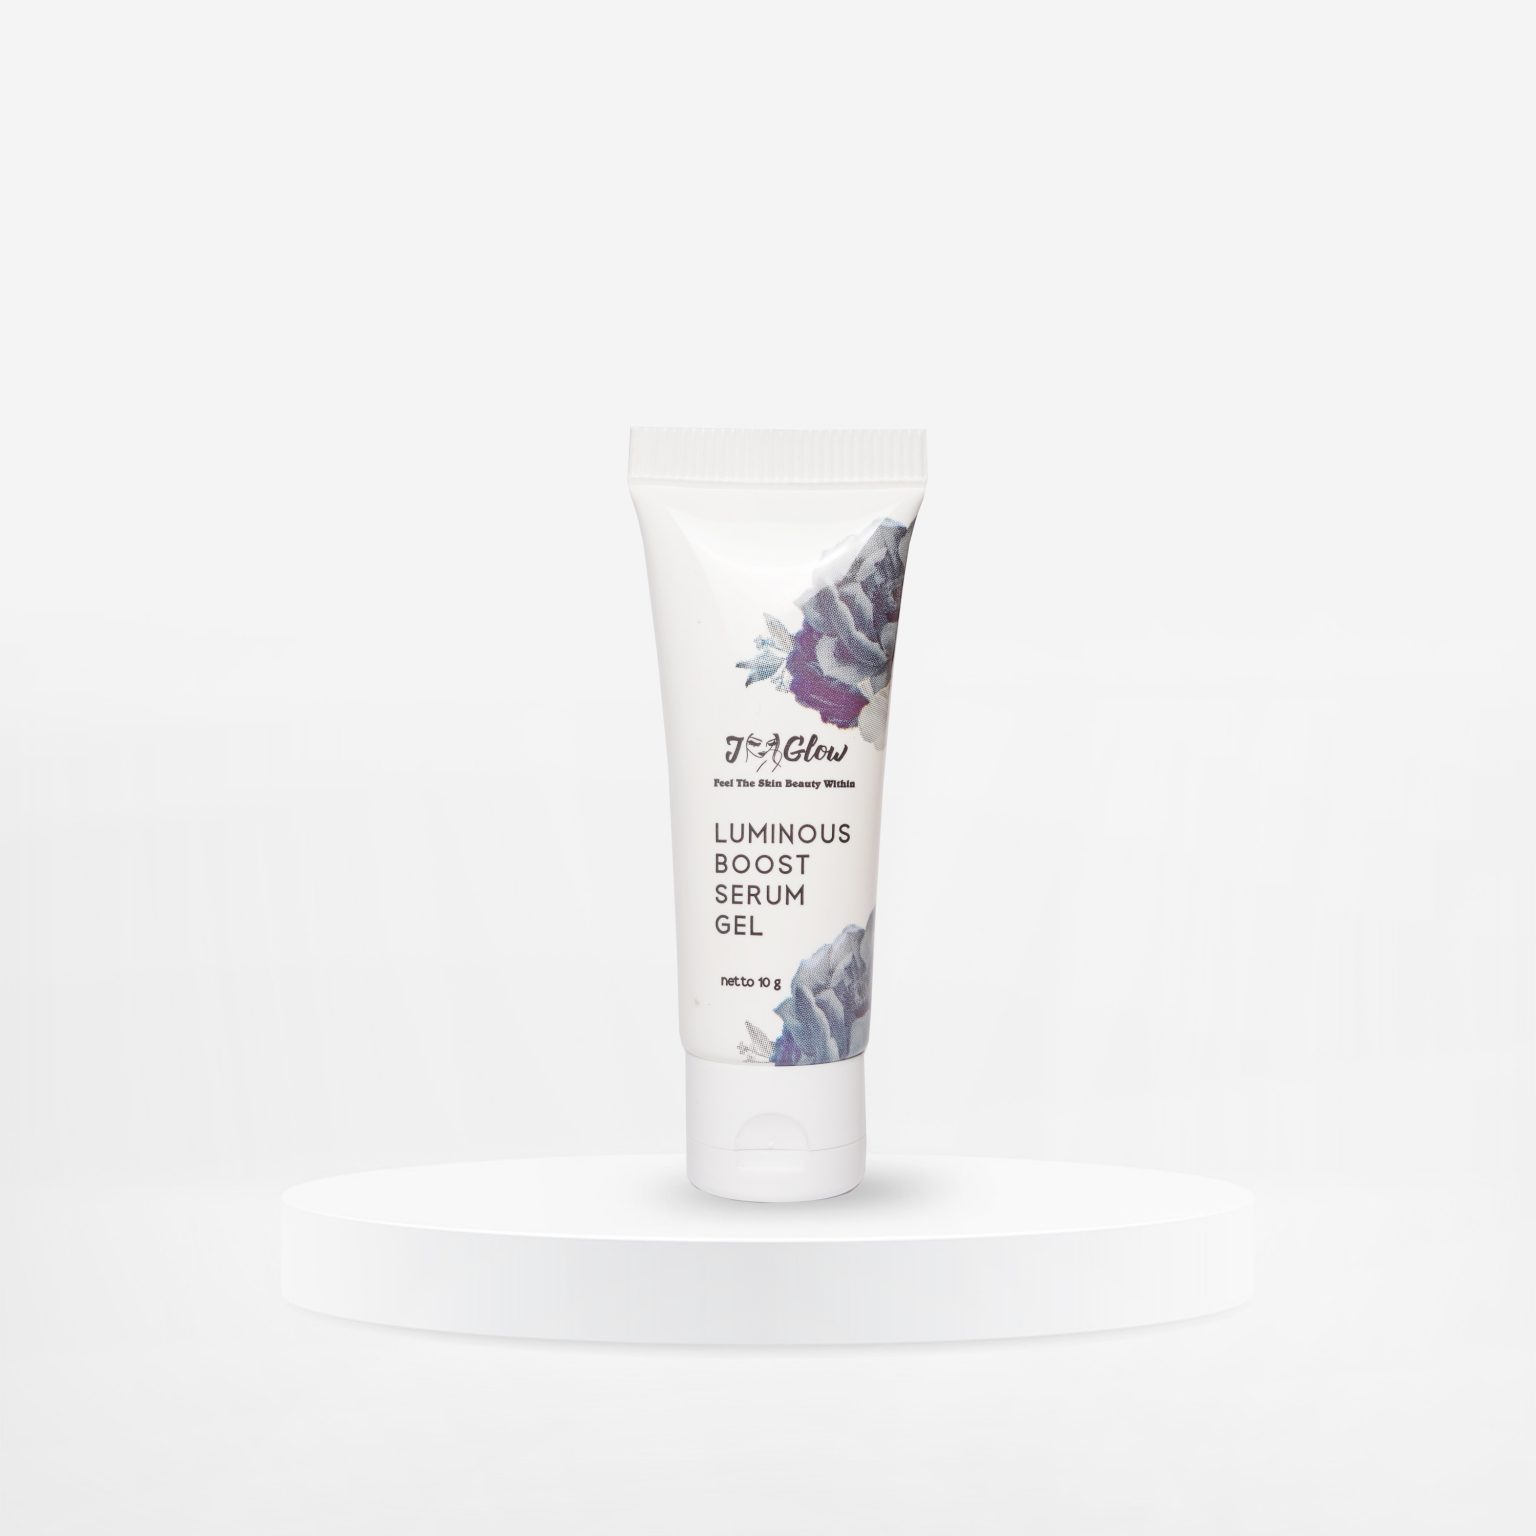 J Glow
Feel The Skin Beauty Within
LUMINOUS
BOOST
SERUM
GEL
netto 10 g